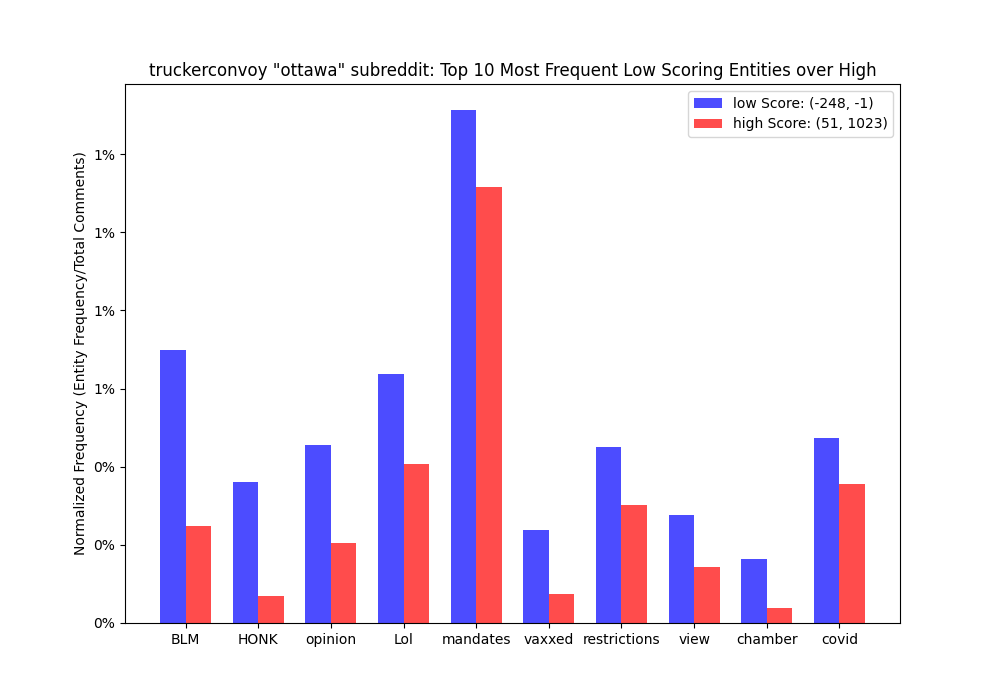 truckerconvoy "ottawa" subreddit: Top 10 Most Frequent Low Scoring Entities over High
low Score: (-248, -1)
high Score: (51, 1023)
Normalized Frequency (Entity Frequency/Total Comments)
1%
1%
1%
1%
0%
0%
0%
BLM HONK opinion Lol mandates vaxxed restrictions view chamber covid